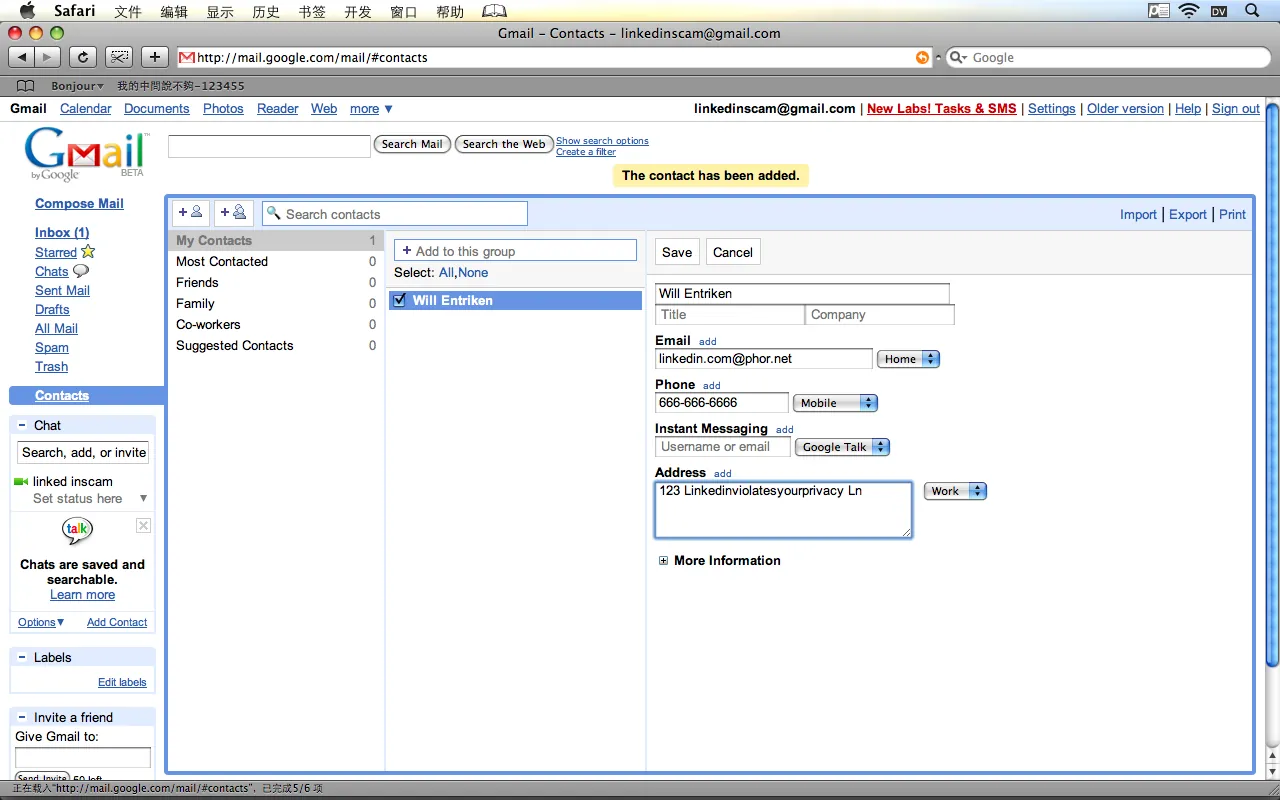 Safari 文件 编辑 显示 历史 书签 开发 窗口 帮助 DV
Gmail – Contacts – linkedinscam@gmail.com
http://mail.google.com/mail/#contacts Google
Bonjour 我的中間說不夠-123455
Gmail Calendar Documents Photos Reader Web more ▼ linkedinscam@gmail.com | New Labs! Tasks & SMS | Settings | Older version | Help | Sign out
Gmail™ by Google BETA
Search Mail Search the Web Show search options
Create a filter
The contact has been added.
Compose Mail
Inbox (1)
Starred
Chats
Sent Mail
Drafts
All Mail
Spam
Trash
Contacts
− Chat
Search, add, or invite
linked inscam
Set status here ▼
talk
Chats are saved and
searchable.
Learn more
Options▼ Add Contact
− Labels
Edit labels
− Invite a friend
Give Gmail to:
Send Invite 50 left
+ + Search contacts Import | Export | Print
My Contacts 1
Most Contacted 0
Friends 0
Family 0
Co-workers 0
Suggested Contacts 0
+ Add to this group
Select: All,None
Will Entriken
Save Cancel
Will Entriken
Title Company
Email add
linkedin.com@phor.net Home
Phone add
666-666-6666 Mobile
Instant Messaging add
Username or email Google Talk
Address add
123 Linkedinviolatesyourprivacy Ln Work
More Information
正在载入“http://mail.google.com/mail/#contacts”，已完成5/6 项